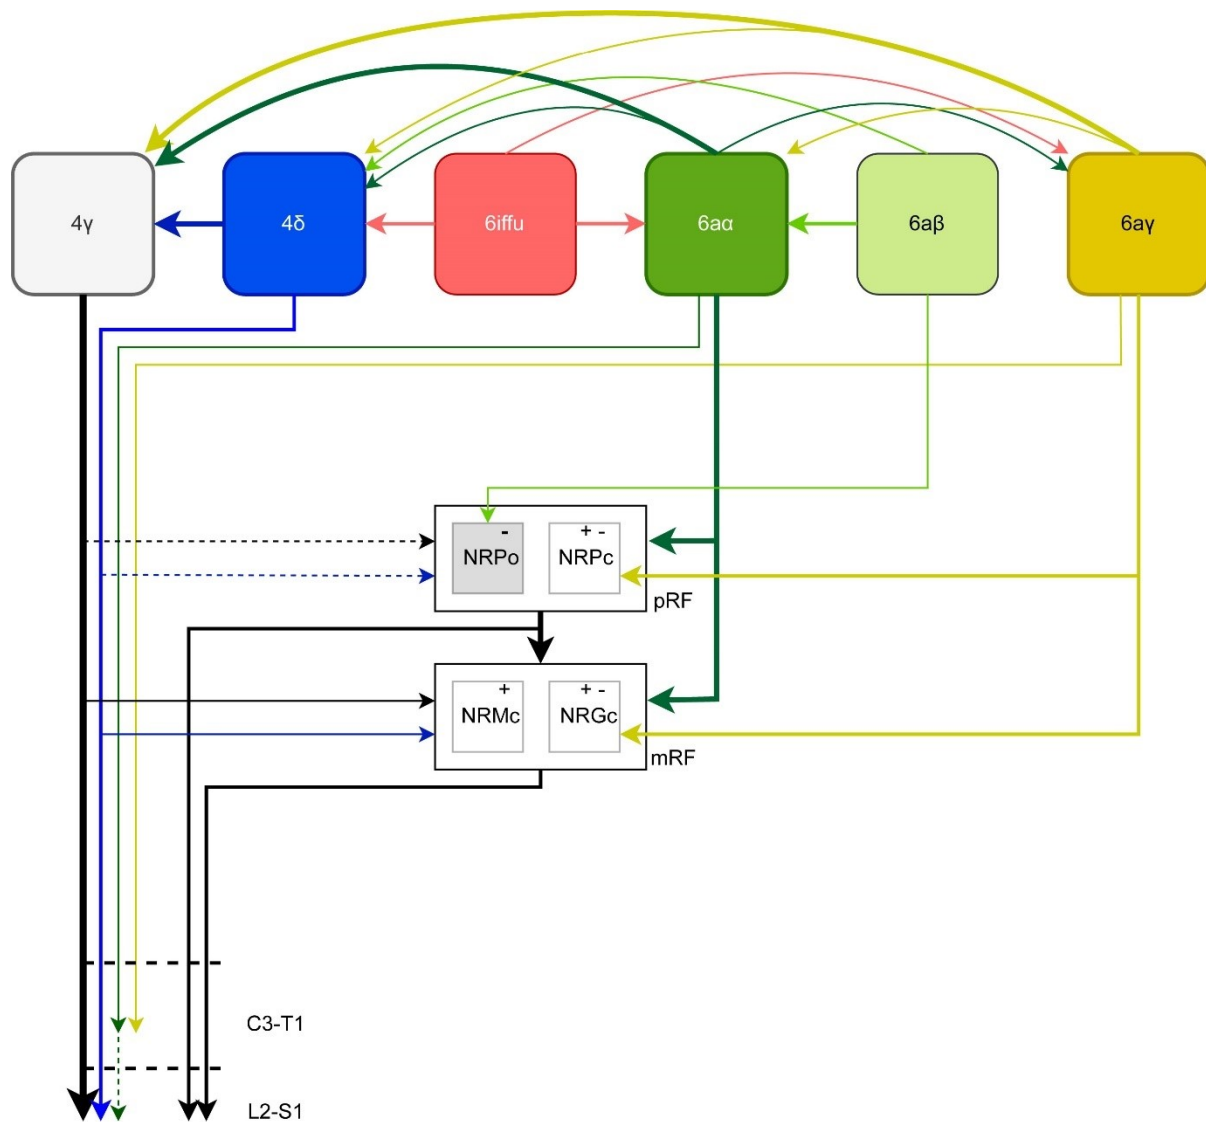 4γ 4δ 6iffu 6aα 6aβ 6aγ
- + -
NRPo NRPc
pRF
+ + -
NRMc NRGc
mRF
C3-T1
L2-S1